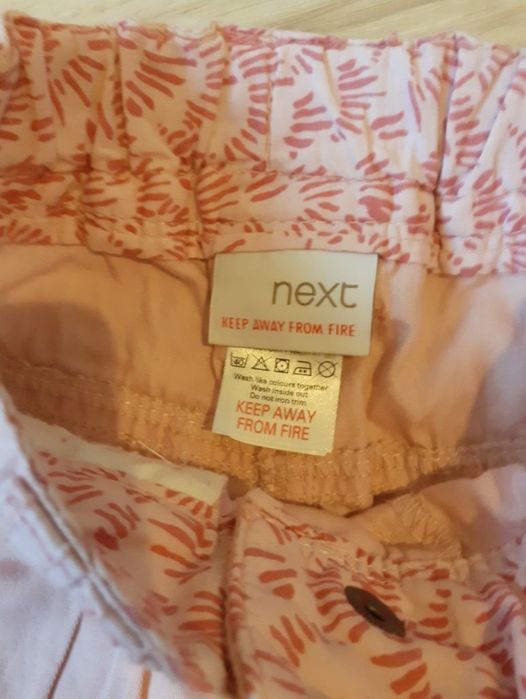 next
KEEP AWAY FROM FIRE
Wash like colours together
Wash inside out
Do not iron trim
KEEP AWAY
FROM FIRE